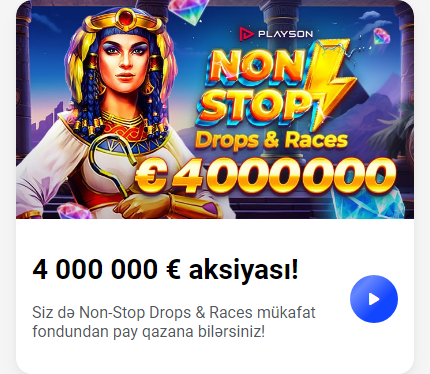 PLAYSON
NON
STOP
Drops & Races
€4000000
4 000 000 € aksiyası!
Siz də Non-Stop Drops & Races mükafat
fondundan pay qazana bilərsiniz!